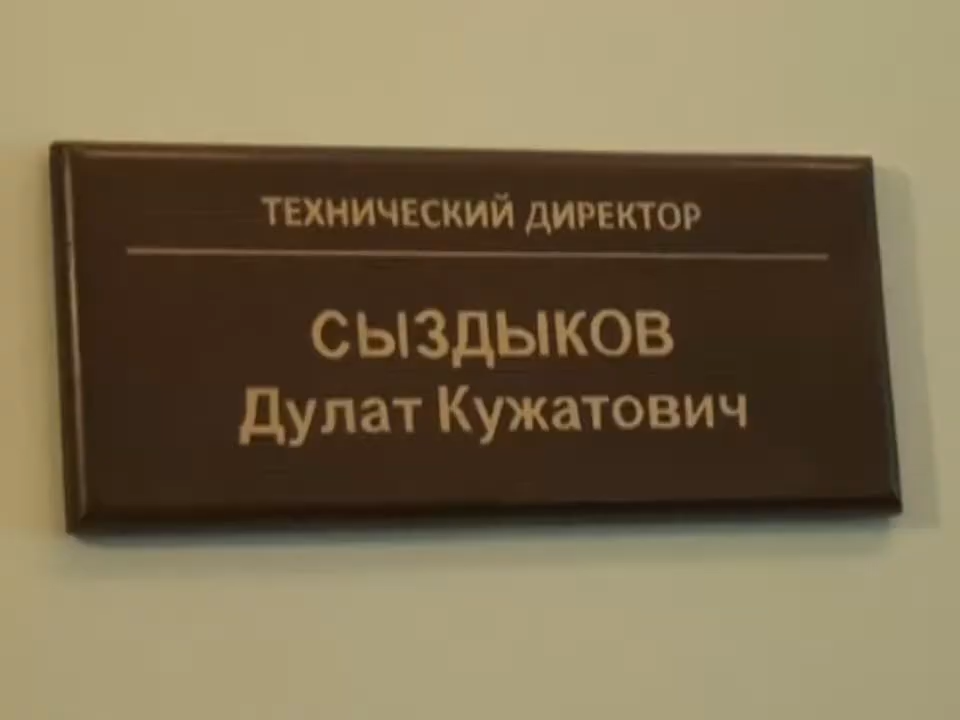 ТЕХНИЧЕСКИЙ ДИРЕКТОР
СЫЗДЫКОВ
Дулат Кужатович